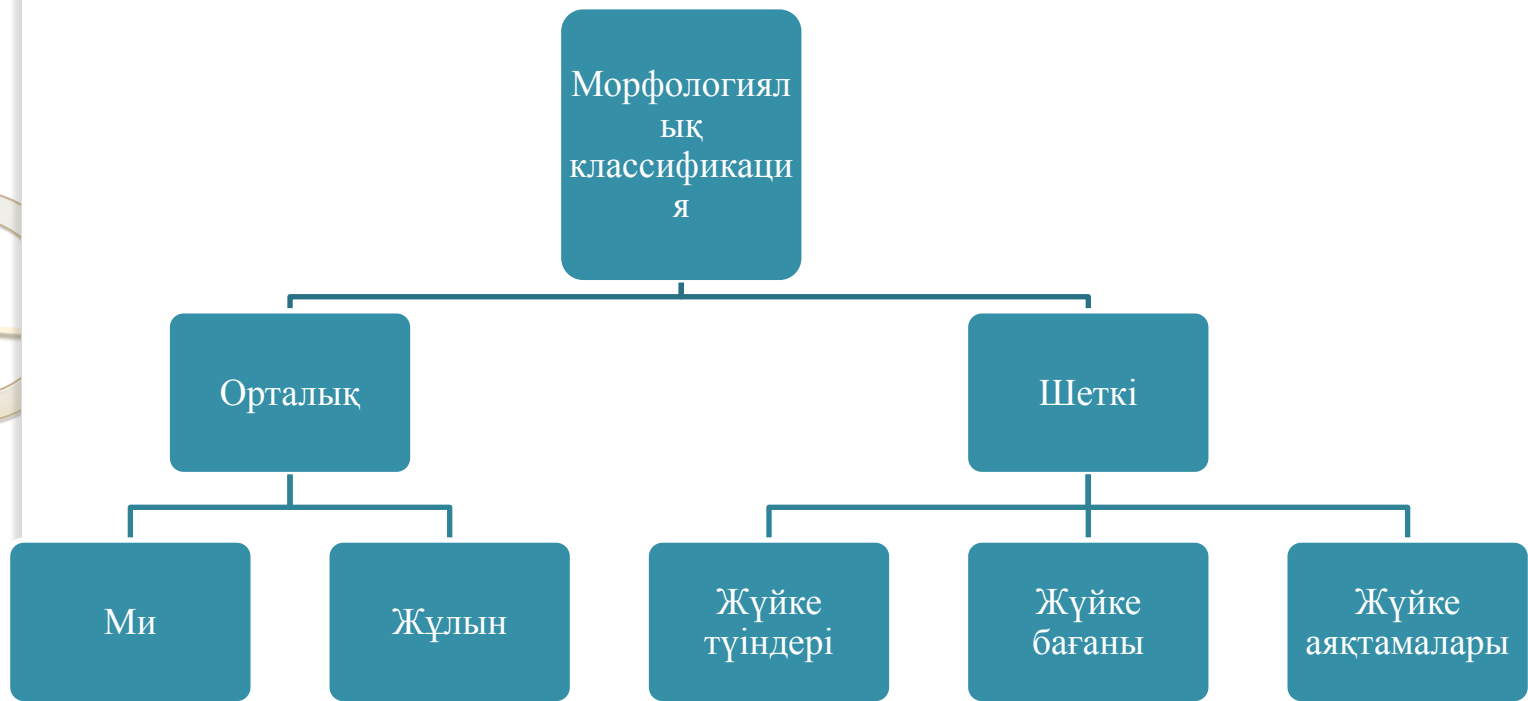 Морфологиял
ық
классификаци
я
Орталық
Шеткі
Ми
Жұлын
Жүйке
түіндері
Жүйке
бағаны
Жүйке
аяқтамалары